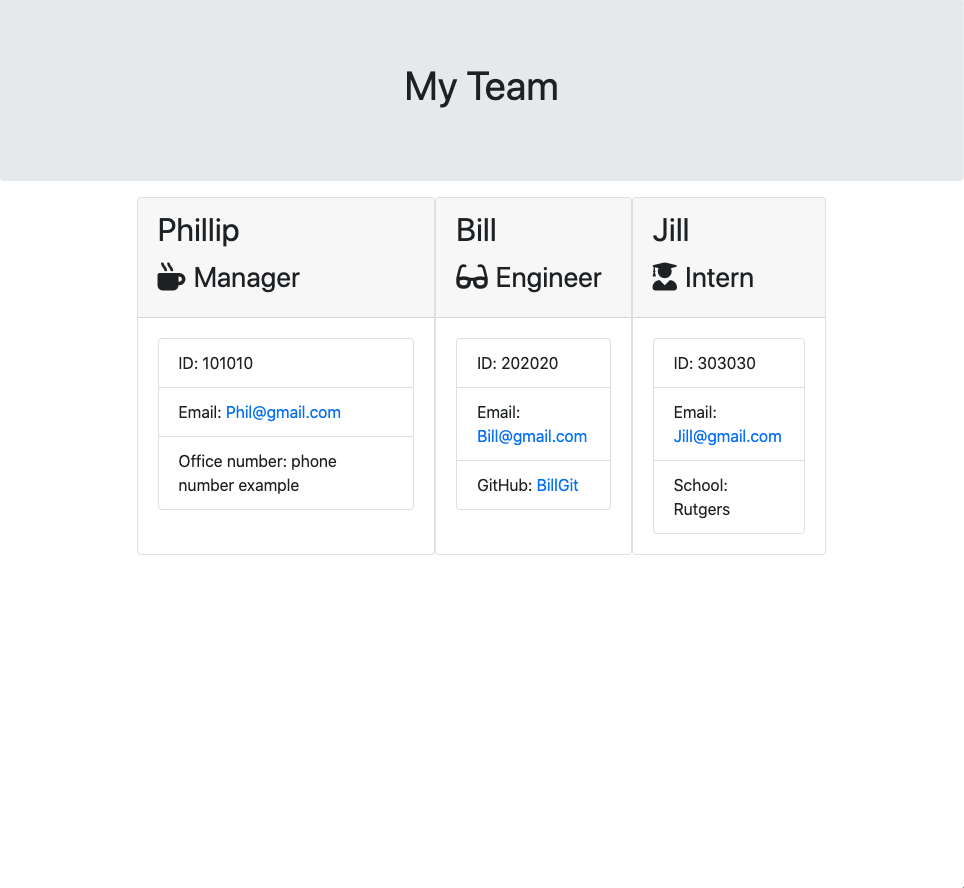 My Team
Phillip
Manager
ID: 101010
Email: Phil@gmail.com
Office number: phone
number example
Bill
Engineer
ID: 202020
Email:
Bill@gmail.com
GitHub: BillGit
Jill
Intern
ID: 303030
Email:
Jill@gmail.com
School:
Rutgers